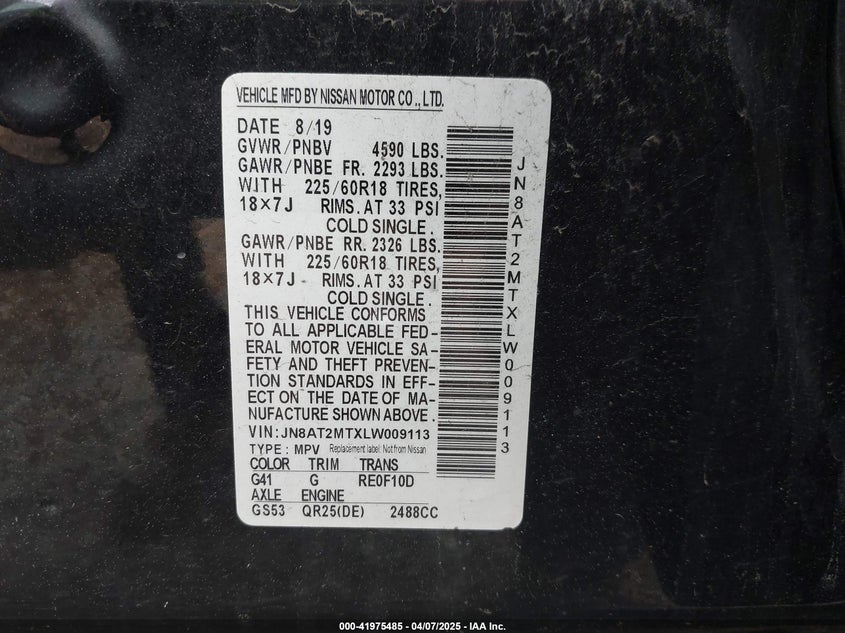 VEHICLE MFD BY NISSAN MOTOR CO., LTD.
DATE 8/19
GVWR/PNBV 4590 LBS.
GAWR/PNBE FR. 2293 LBS.
WITH 225/60R18 TIRES,
18×7J RIMS. AT 33 PSI
COLD SINGLE.
GAWR/PNBE RR. 2326 LBS.
WITH 225/60R18 TIRES,
18×7J RIMS. AT 33 PSI
COLD SINGLE.
THIS VEHICLE CONFORMS
TO ALL APPLICABLE FED-
ERAL MOTOR VEHICLE SA-
FETY AND THEFT PREVEN-
TION STANDARDS IN EFF-
ECT ON THE DATE OF MA-
NUFACTURE SHOWN ABOVE.
VIN:JN8AT2MTXLW009113
TYPE: MPV Replacement label. Not from Nissan
COLOR TRIM TRANS
G41 G RE0F10D
AXLE ENGINE
GS53 QR25(DE) 2488CC
JN8AT2MTXLW009113
000-41975485 - 04/07/2025 - IAA Inc.